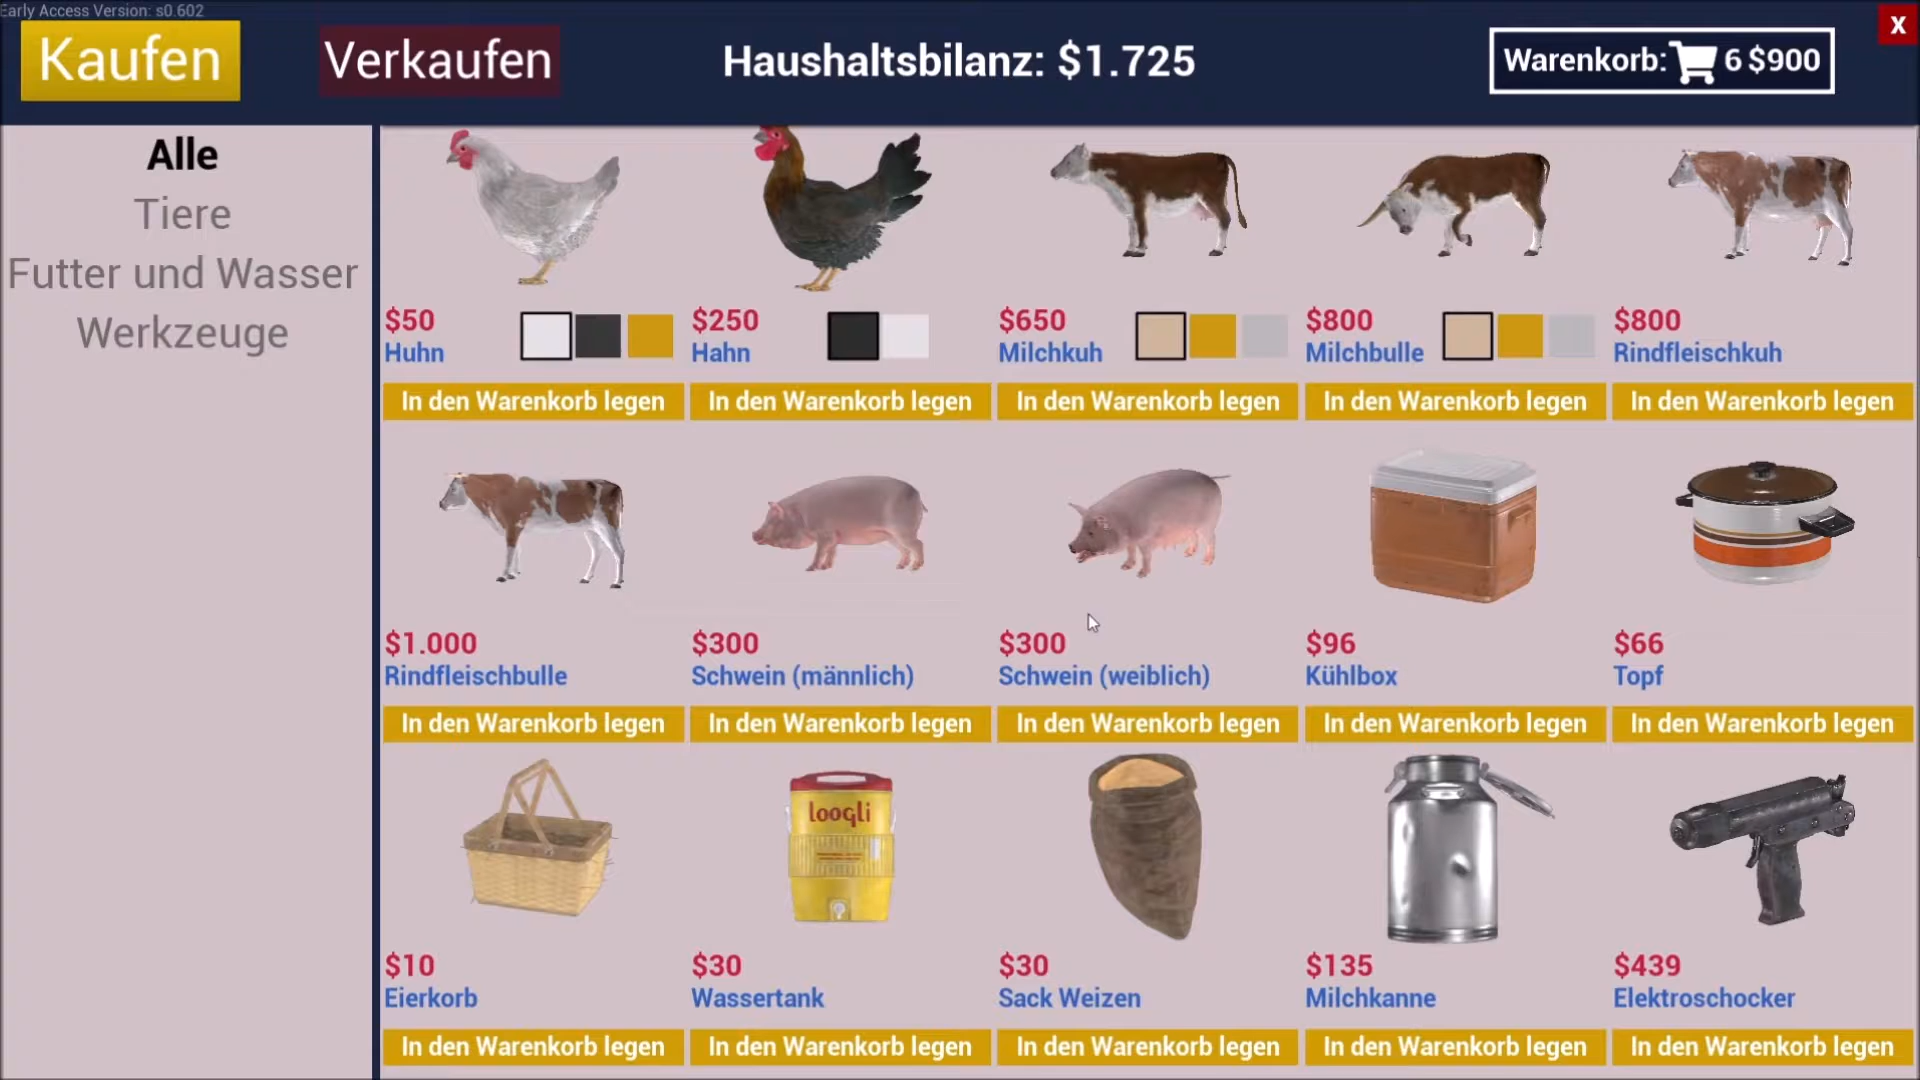 Early Access Version: s0.602
Kaufen
Verkaufen
Haushaltsbilanz: $1.725
Warenkorb: 6 $900
X
Alle
Tiere
Futter und Wasser
Werkzeuge
$50
Huhn
In den Warenkorb legen
$250
Hahn
In den Warenkorb legen
$650
Milchkuh
In den Warenkorb legen
$800
Milchbulle
In den Warenkorb legen
$800
Rindfleischkuh
In den Warenkorb legen
$1.000
Rindfleischbulle
In den Warenkorb legen
$300
Schwein (männlich)
In den Warenkorb legen
$300
Schwein (weiblich)
In den Warenkorb legen
$96
Kühlbox
In den Warenkorb legen
$66
Topf
In den Warenkorb legen
$10
Eierkorb
In den Warenkorb legen
loogli
$30
Wassertank
In den Warenkorb legen
$30
Sack Weizen
In den Warenkorb legen
$135
Milchkanne
In den Warenkorb legen
$439
Elektroschocker
In den Warenkorb legen